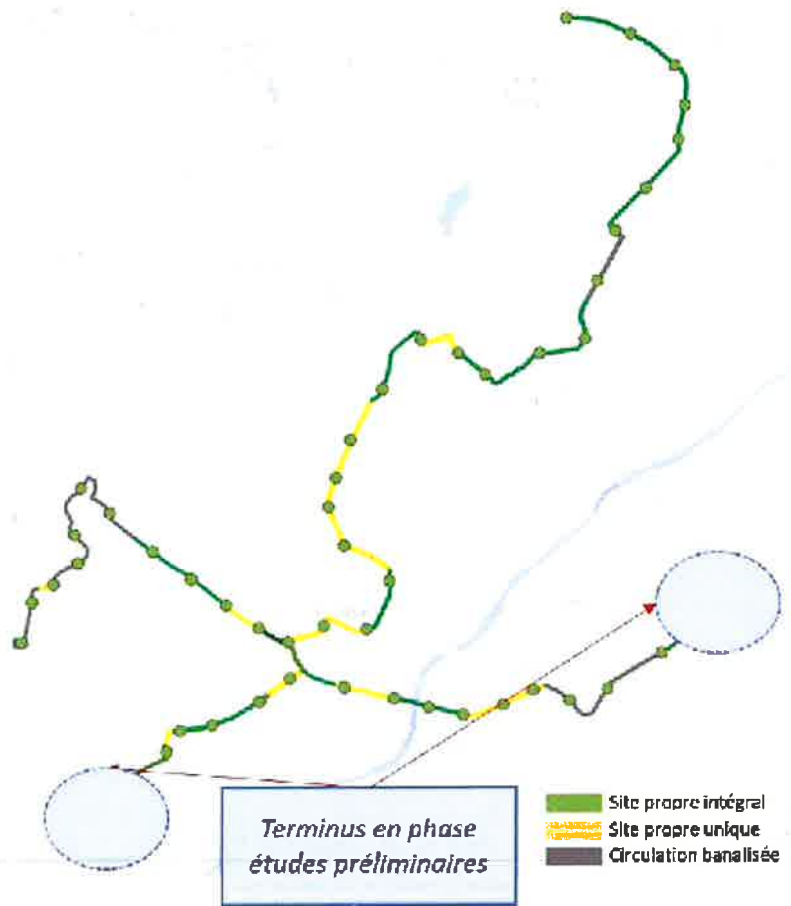 Terminus en phase
études préliminaires
Site propre intégral
Site propre unique
Circulation banalisée